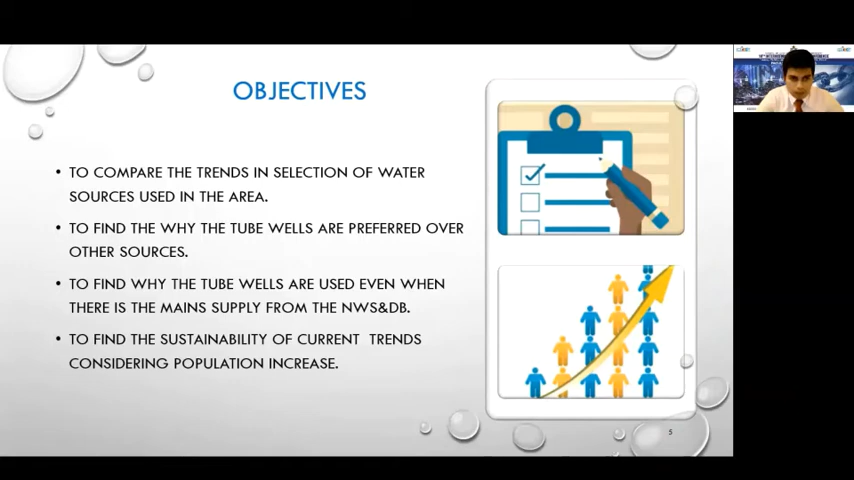 OBJECTIVES
• TO COMPARE THE TRENDS IN SELECTION OF WATER
SOURCES USED IN THE AREA.
• TO FIND THE WHY THE TUBE WELLS ARE PREFERRED OVER
OTHER SOURCES.
• TO FIND WHY THE TUBE WELLS ARE USED EVEN WHEN
THERE IS THE MAINS SUPPLY FROM THE NWS&DB.
• TO FIND THE SUSTAINABILITY OF CURRENT TRENDS
CONSIDERING POPULATION INCREASE.
5